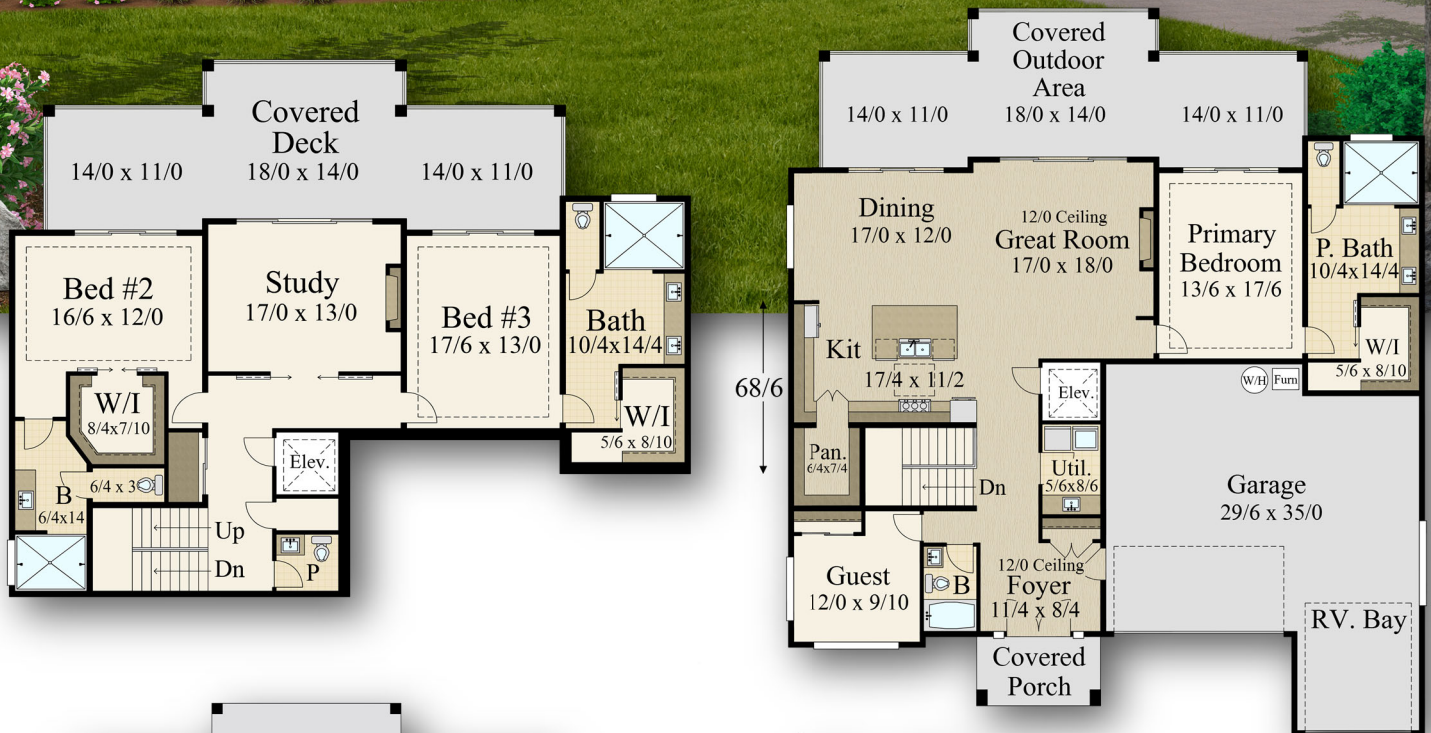 Covered
Deck
14/0 x 11/0
18/0 x 14/0
14/0 x 11/0
Bed #2
16/6 x 12/0
Study
17/0 x 13/0
Bed #3
17/6 x 13/0
Bath
10/4x14/4
W/I
8/4x7/10
W/I
5/6 x 8/10
Elev.
6/4 x 3
B
6/4x14
Up
Dn
P
68/6
Covered
Outdoor
Area
14/0 x 11/0
18/0 x 14/0
14/0 x 11/0
Dining
17/0 x 12/0
12/0 Ceiling
Great Room
17/0 x 18/0
Primary
Bedroom
13/6 x 17/6
P. Bath
10/4x14/4
W/I
5/6 x 8/10
Kit
17/4 x 11/2
W/H
Furn
Elev.
Pan.
6/4x7/4
Util.
5/6x8/6
Dn
Garage
29/6 x 35/0
Guest
12/0 x 9/10
B
12/0 Ceiling
Foyer
11/4 x 8/4
RV. Bay
Covered
Porch